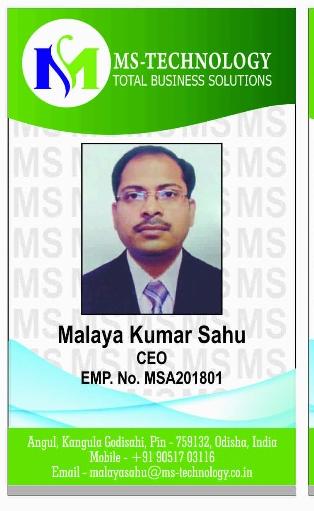 MS-TECHNOLOGY
TOTAL BUSINESS SOLUTIONS
Malaya Kumar Sahu
CEO
EMP. No. MSA201801
Angul, Kangula Godisahi, Pin - 759132, Odisha, India
Mobile - +91 90517 03116
Email - malayasahu@ms-technology.co.in